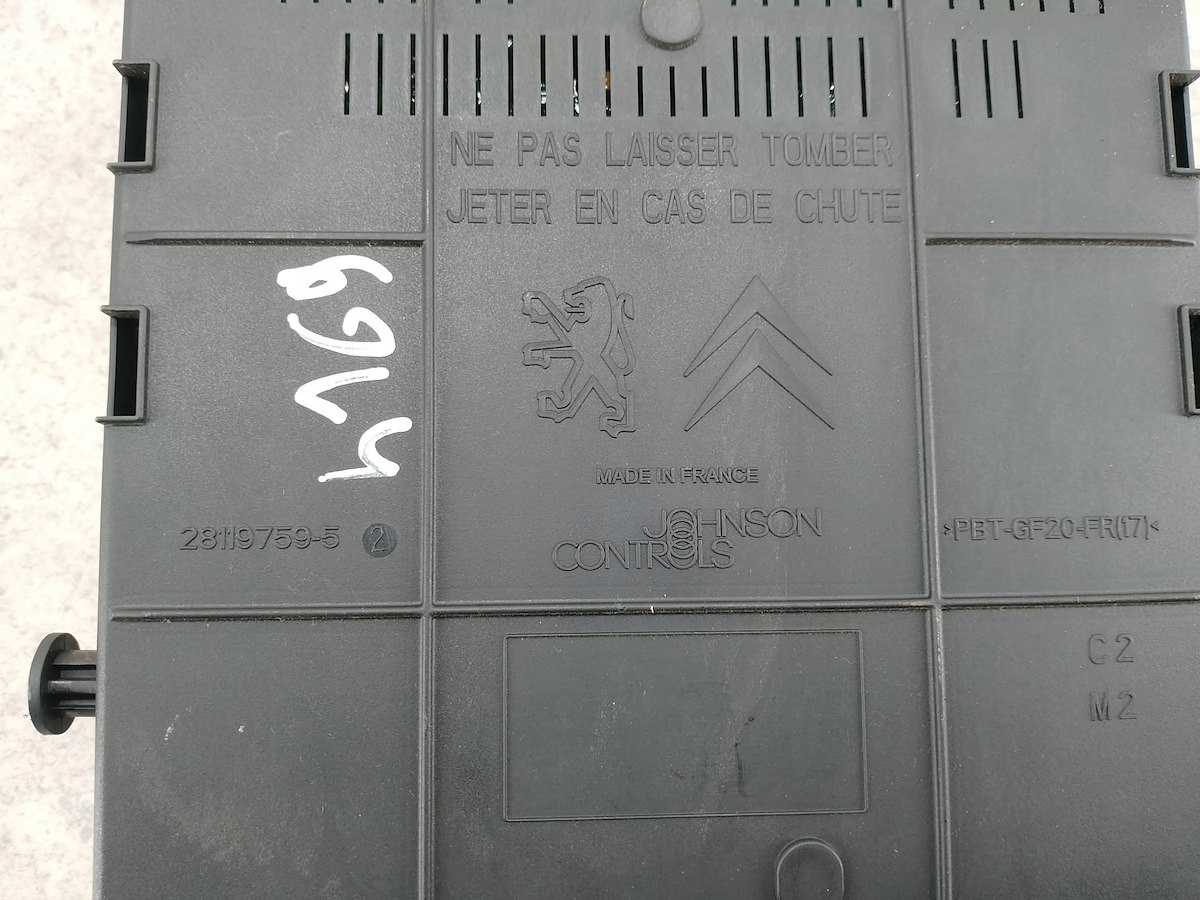 NE PAS LAISSER TOMBER
JETER EN CAS DE CHUTE
MADE IN FRANCE
28119759-5 2
JOHNSON
CONTROLS
>PBT-GF20-FR(17)<
C2
M2